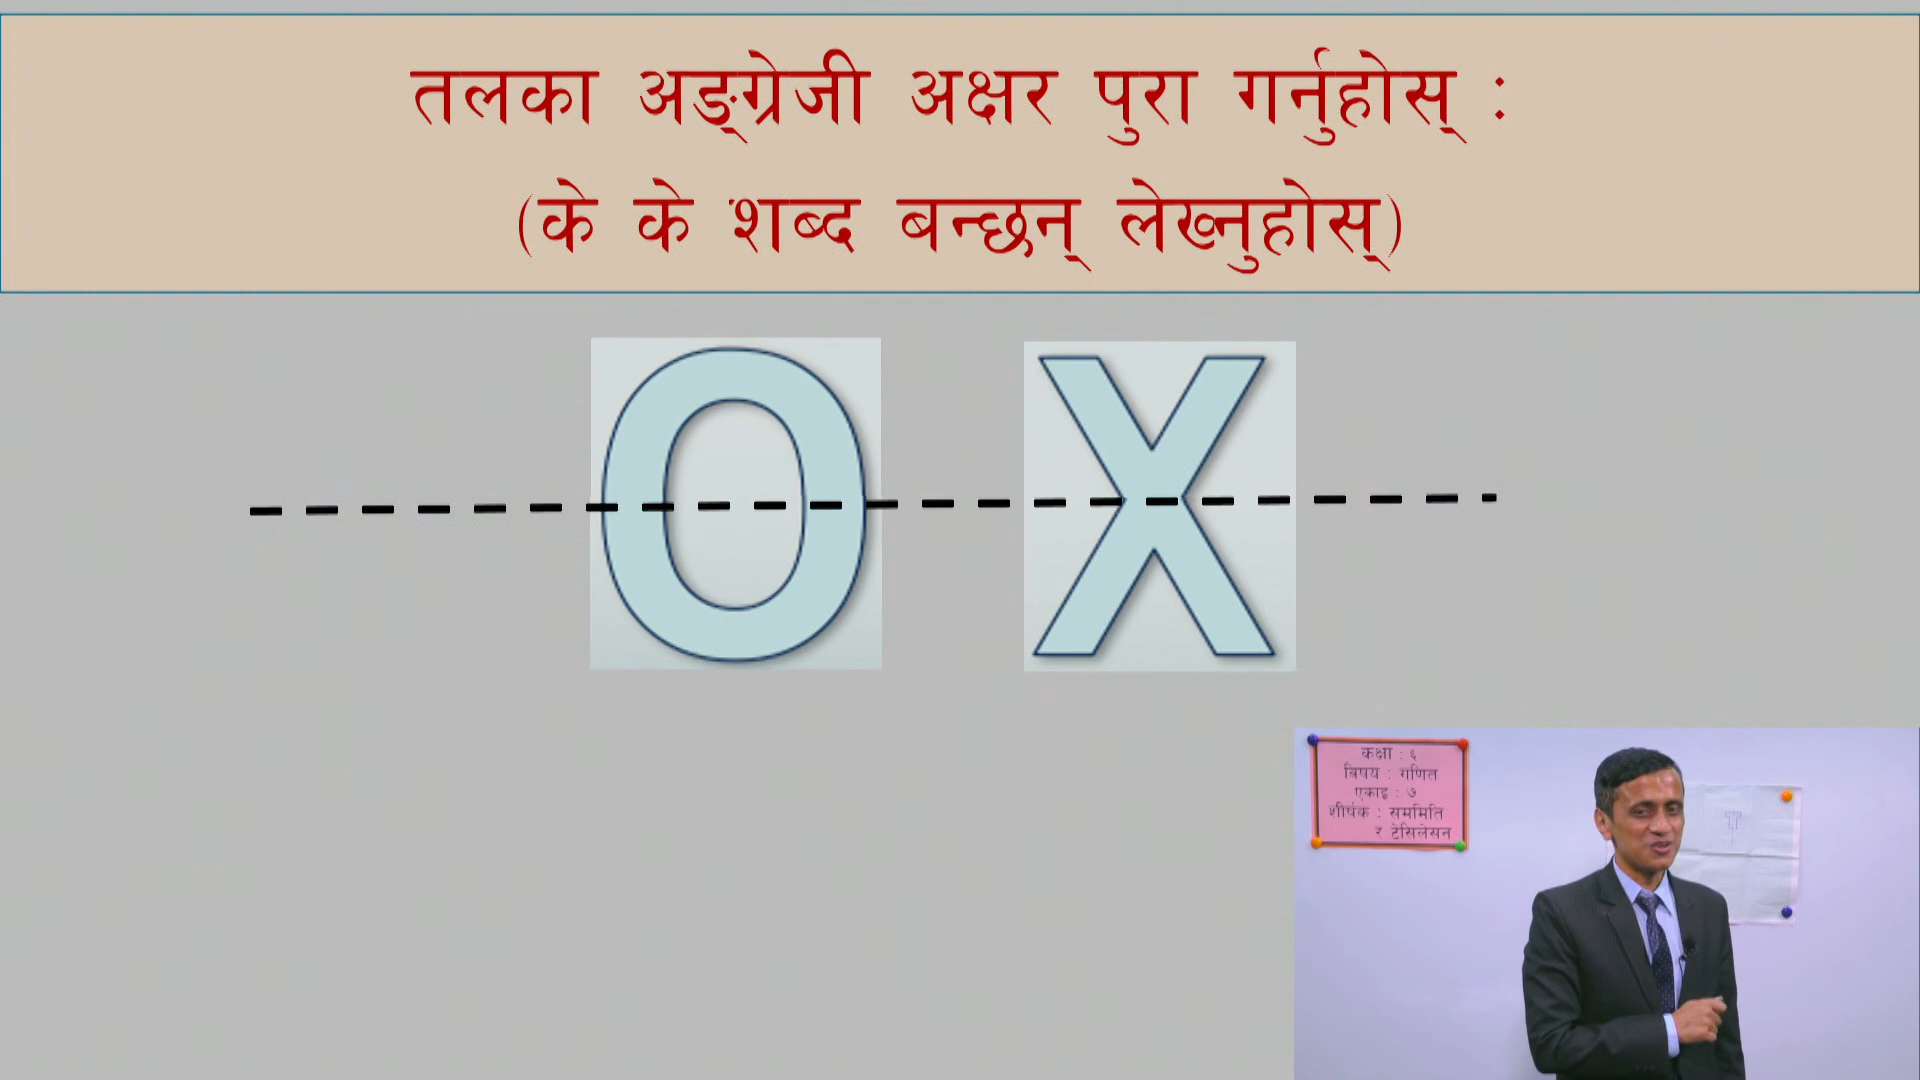 तलका अङ्ग्रेजी अक्षर पुरा गर्नुहोस् :
(के के शब्द बन्छन् लेख्नुहोस्)
O X
कक्षा : ६
बिषय : गणित
एकाइ : ७
शीर्षक : सममिति
र टेसिलेसन